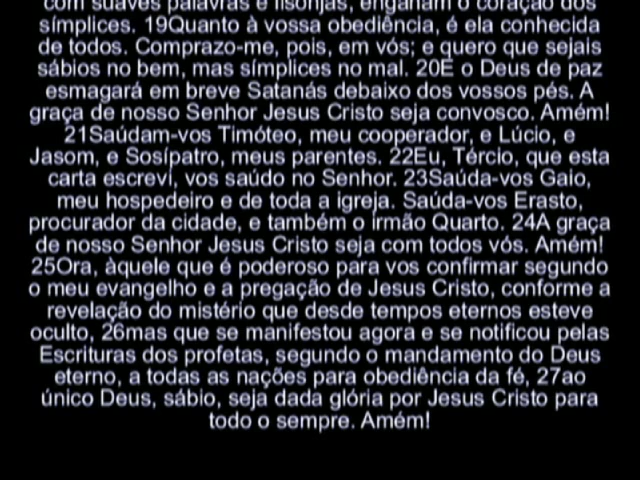 com suaves palavras e lisonjas, enganam o coração dos
símplices. 19Quanto à vossa obediência, é ela conhecida
de todos. Comprazo-me, pois, em vós; e quero que sejais
sábios no bem, mas símplices no mal. 20E o Deus de paz
esmagará em breve Satanás debaixo dos vossos pés. A
graça de nosso Senhor Jesus Cristo seja convosco. Amém!
21Saúdam-vos Timóteo, meu cooperador, e Lúcio, e
Jasom, e Sosípatro, meus parentes. 22Eu, Tércio, que esta
carta escrevi, vos saúdo no Senhor. 23Saúda-vos Gaio,
meu hospedeiro e de toda a igreja. Saúda-vos Erasto,
procurador da cidade, e também o irmão Quarto. 24A graça
de nosso Senhor Jesus Cristo seja com todos vós. Amém!
25Ora, àquele que é poderoso para vos confirmar segundo
o meu evangelho e a pregação de Jesus Cristo, conforme a
revelação do mistério que desde tempos eternos esteve
oculto, 26mas que se manifestou agora e se notificou pelas
Escrituras dos profetas, segundo o mandamento do Deus
eterno, a todas as nações para obediência da fé, 27ao
único Deus, sábio, seja dada glória por Jesus Cristo para
todo o sempre. Amém!